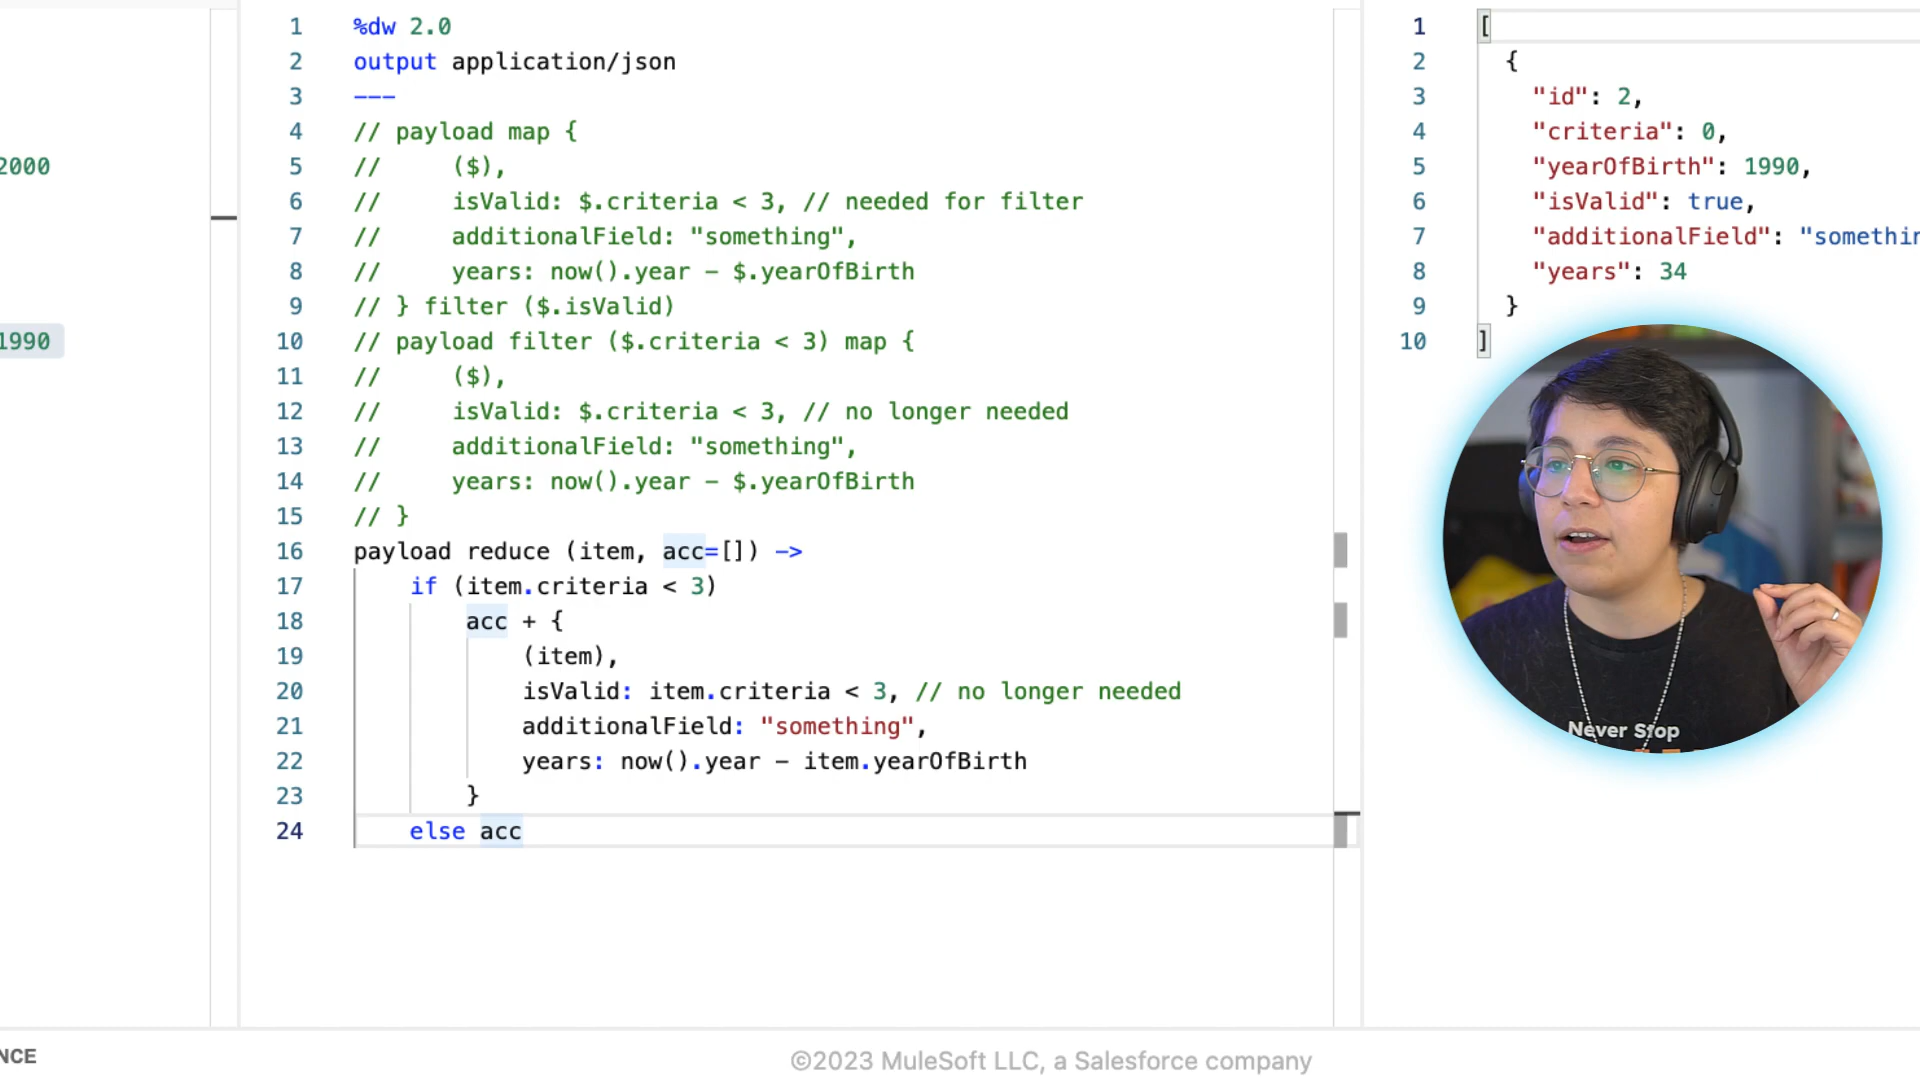 2000
1990
1 %dw 2.0
2 output application/json
3 ---
4 // payload map {
5 // ($),
6 // isValid: $.criteria < 3, // needed for filter
7 // additionalField: "something",
8 // years: now().year - $.yearOfBirth
9 // } filter ($.isValid)
10 // payload filter ($.criteria < 3) map {
11 // ($),
12 // isValid: $.criteria < 3, // no longer needed
13 // additionalField: "something",
14 // years: now().year - $.yearOfBirth
15 // }
16 payload reduce (item, acc=[]) ->
17 if (item.criteria < 3)
18 acc + {
19 (item),
20 isValid: item.criteria < 3, // no longer needed
21 additionalField: "something",
22 years: now().year - item.yearOfBirth
23 }
24 else acc
1 [
2 {
3 "id": 2,
4 "criteria": 0,
5 "yearOfBirth": 1990,
6 "isValid": true,
7 "additionalField": "somethin
8 "years": 34
9 }
10 ]
Never Stop
NCE
©2023 MuleSoft LLC, a Salesforce company